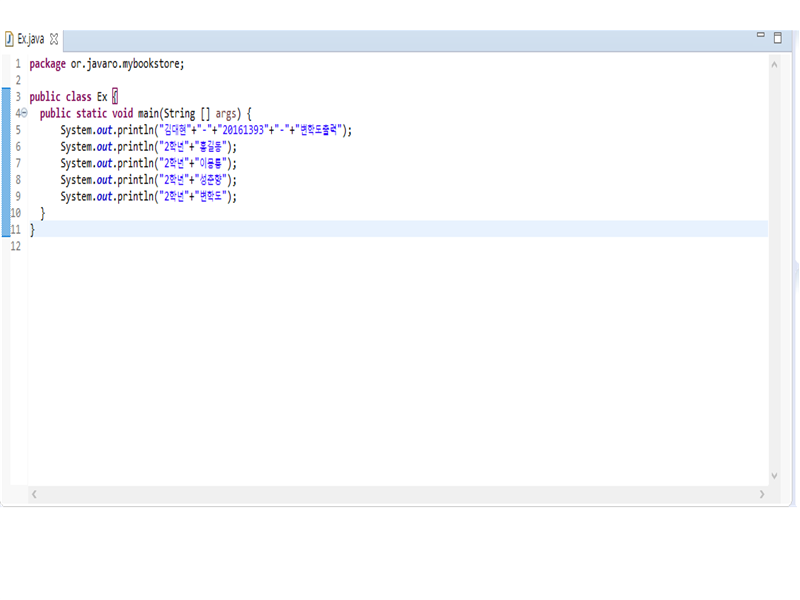 Ex.java
1 package or.javaro.mybookstore;
2
3 public class Ex {
4 public static void main(String [] args) {
5 System.out.println("김대현"+"-"+"20161393"+"-"+"변학도출력");
6 System.out.println("2학년"+"홍길동");
7 System.out.println("2학년"+"이몽룡");
8 System.out.println("2학년"+"성춘향");
9 System.out.println("2학년"+"변학도");
10 }
11 }
12